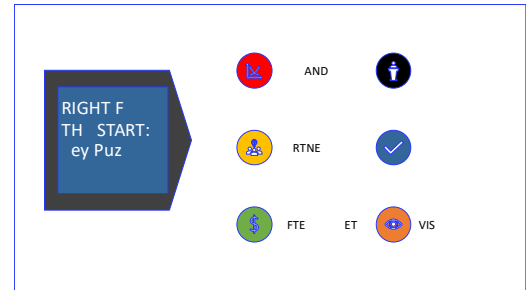 RIGHT F
TH START:
ey Puz
AND
RTNE
FTE ET VIS